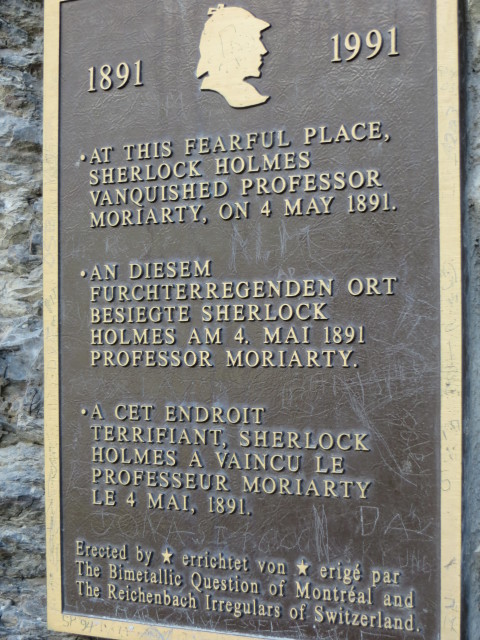 1891 1991
•AT THIS FEARFUL PLACE,
SHERLOCK HOLMES
VANQUISHED PROFESSOR
MORIARTY, ON 4 MAY 1891.
•AN DIESEM
FURCHTERREGENDEN ORT
BESIEGTE SHERLOCK
HOLMES AM 4. MAI 1891
PROFESSOR MORIARTY.
•A CET ENDROIT
TERRIFIANT, SHERLOCK
HOLMES A VAINCU LE
PROFESSEUR MORIARTY
LE 4 MAI, 1891.
Erected by ★ errichtet von ★ erigé par
The Bimetallic Question of Montréal and
The Reichenbach Irregulars of Switzerland.